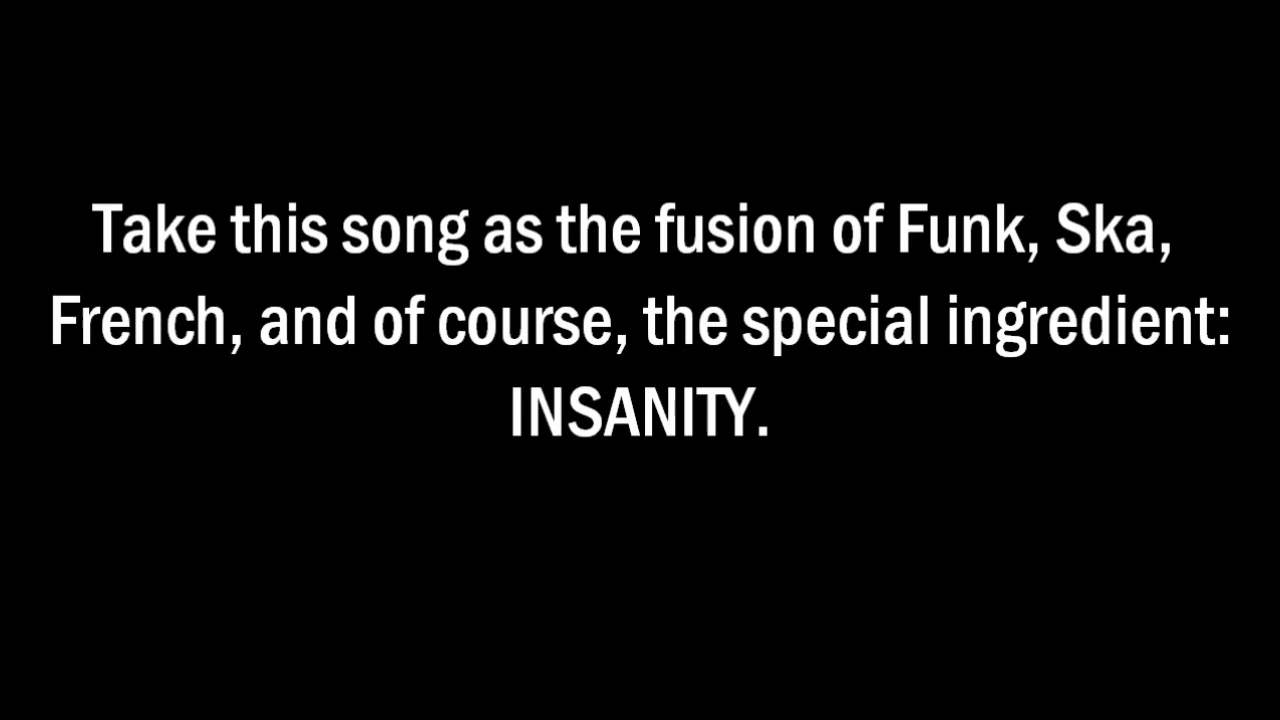 Take this song as the fusion of Funk, Ska,
French, and of course, the special ingredient:
INSANITY.